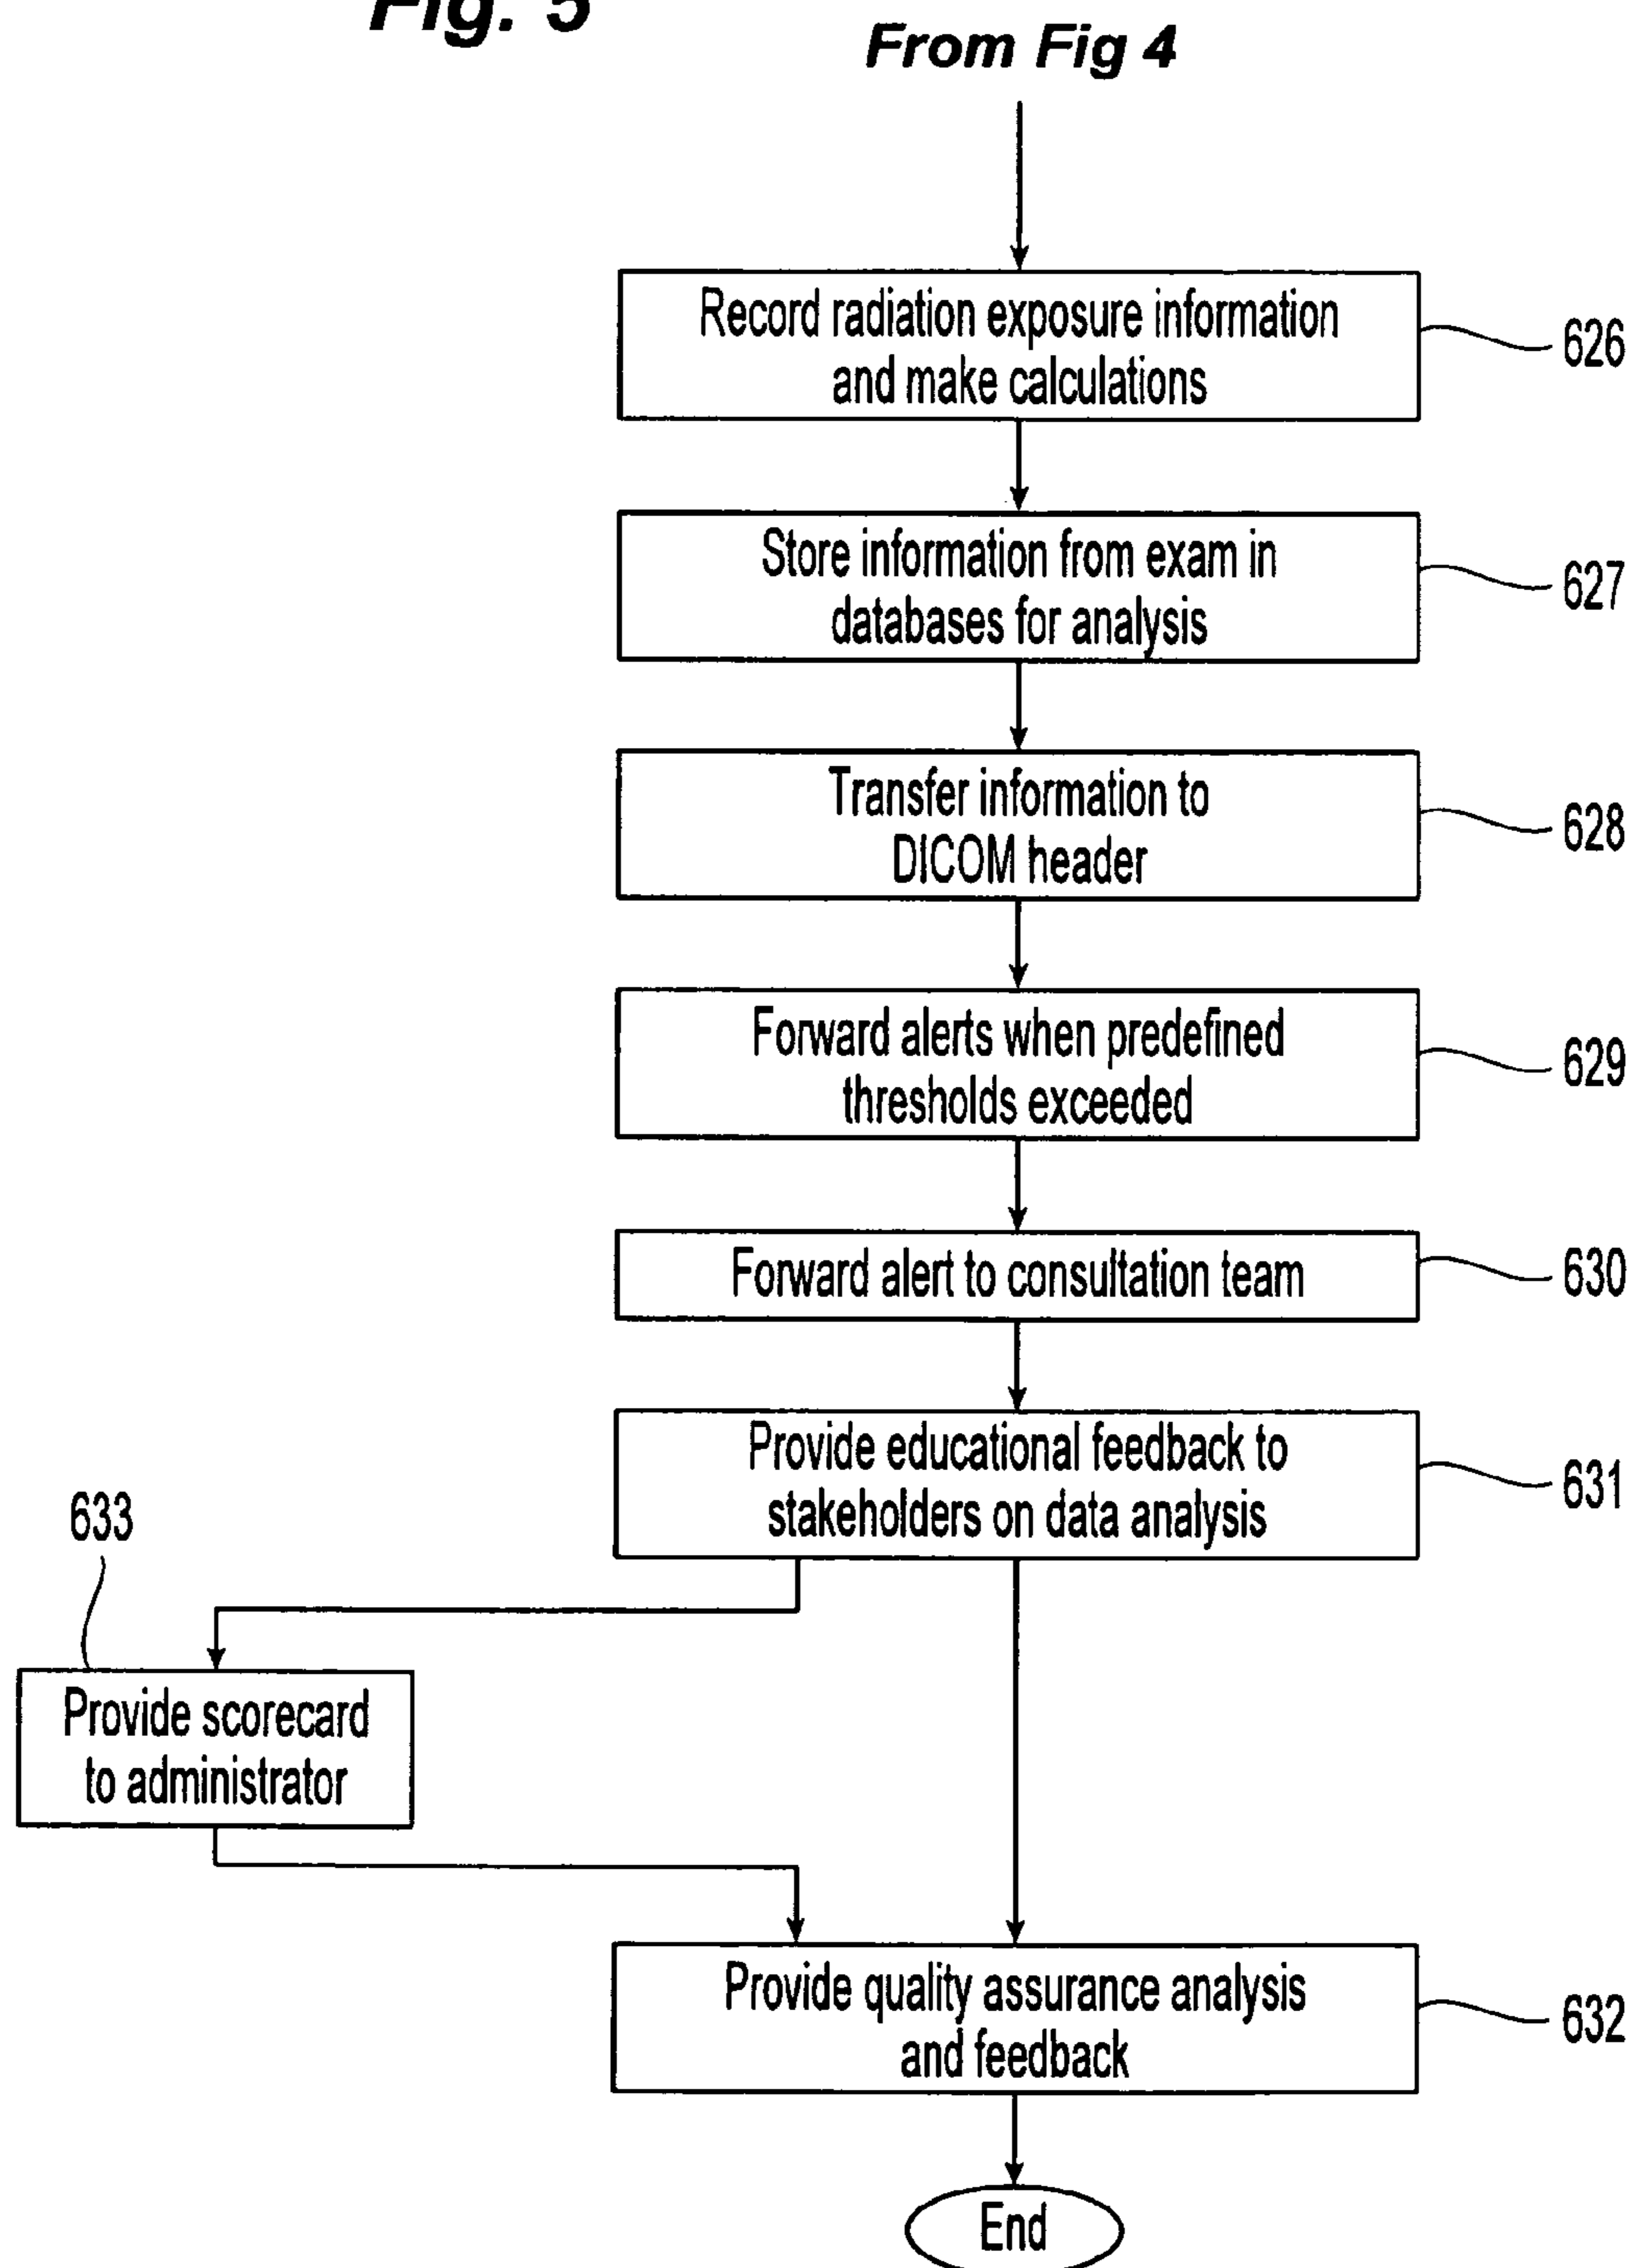 Fig. 5
From Fig 4
Record radiation exposure information
and make calculations
626
Store information from exam in
databases for analysis
627
Transfer information to
DICOM header
628
Forward alerts when predefined
thresholds exceeded
629
Forward alert to consultation team
630
Provide educational feedback to
stakeholders on data analysis
631
633
Provide scorecard
to administrator
Provide quality assurance analysis
and feedback
632
End